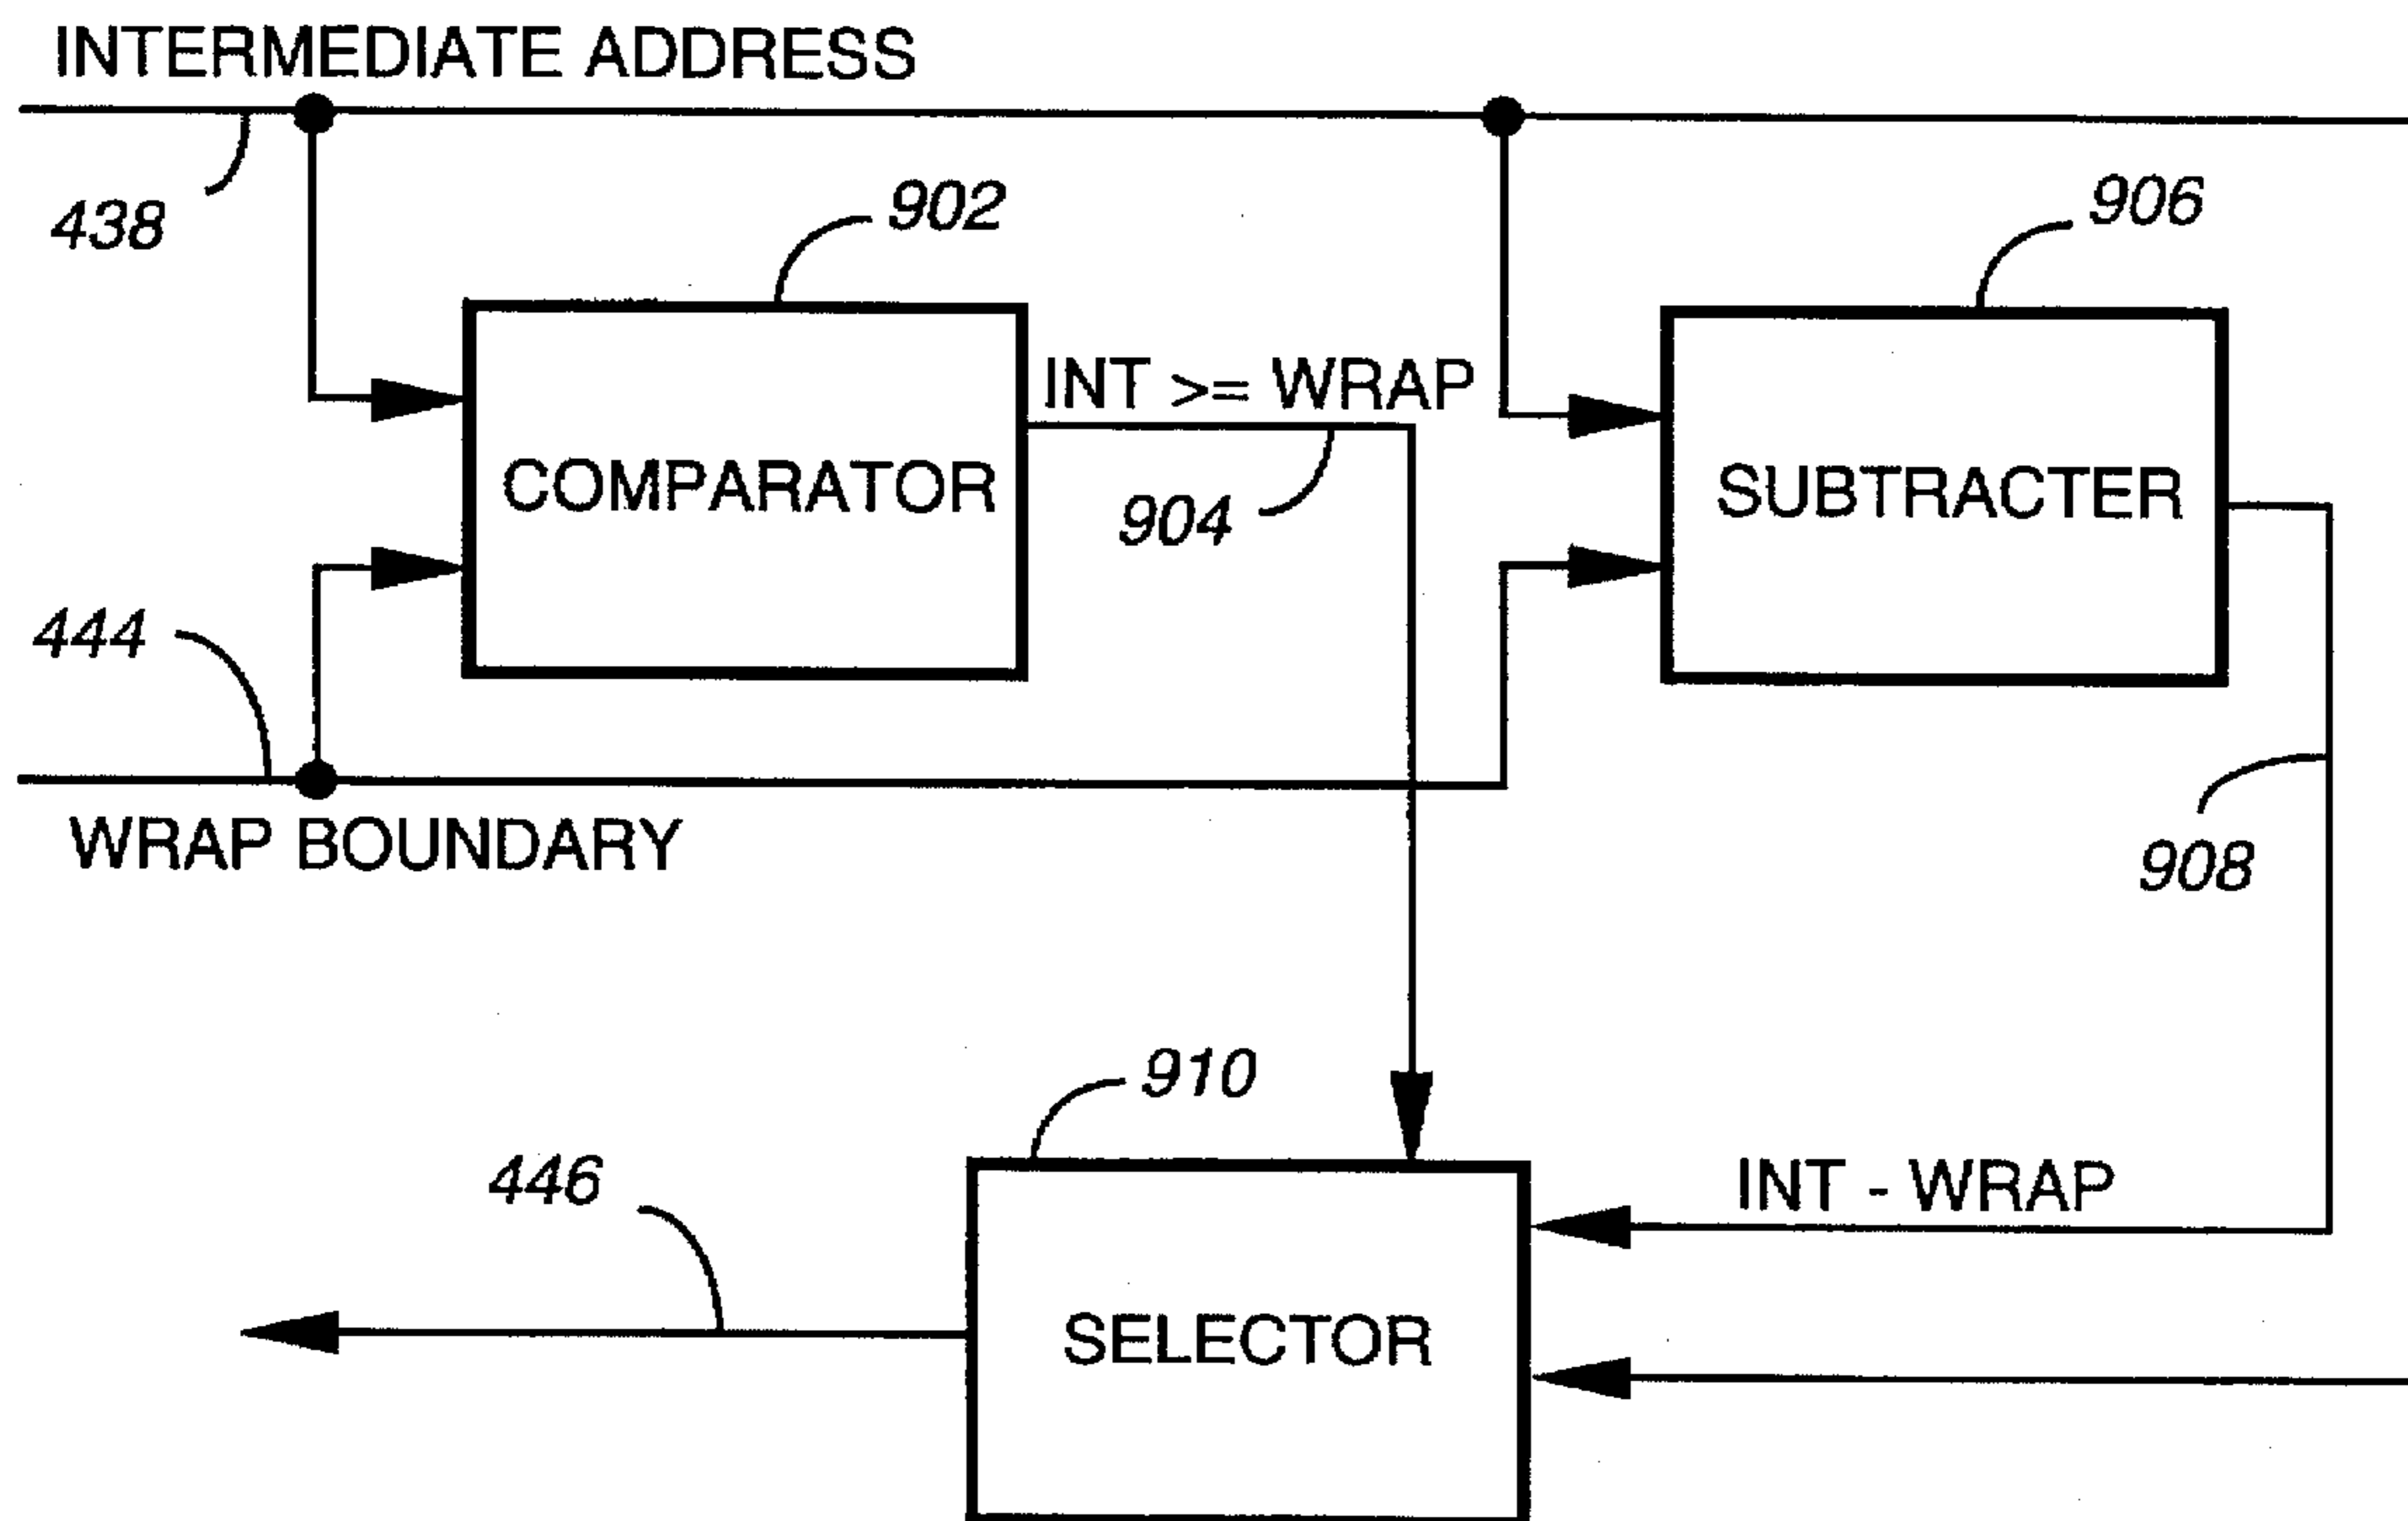 INTERMEDIATE ADDRESS
438
902
906
INT >= WRAP
COMPARATOR
904
SUBTRACTER
444
WRAP BOUNDARY
908
910
446
INT - WRAP
SELECTOR